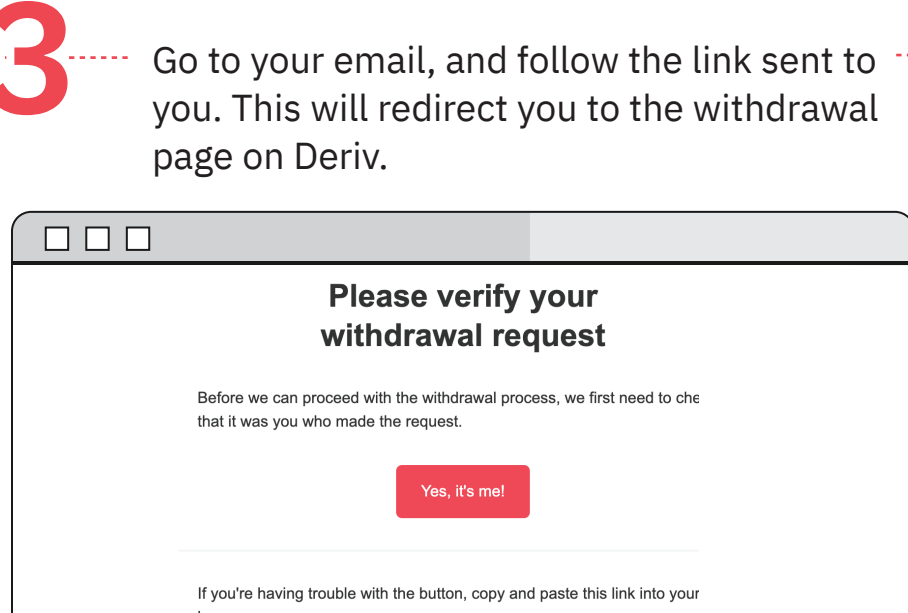 3
Go to your email, and follow the link sent to
you. This will redirect you to the withdrawal
page on Deriv.
Please verify your
withdrawal request
Before we can proceed with the withdrawal process, we first need to che
that it was you who made the request.
Yes, it's me!
If you're having trouble with the button, copy and paste this link into your